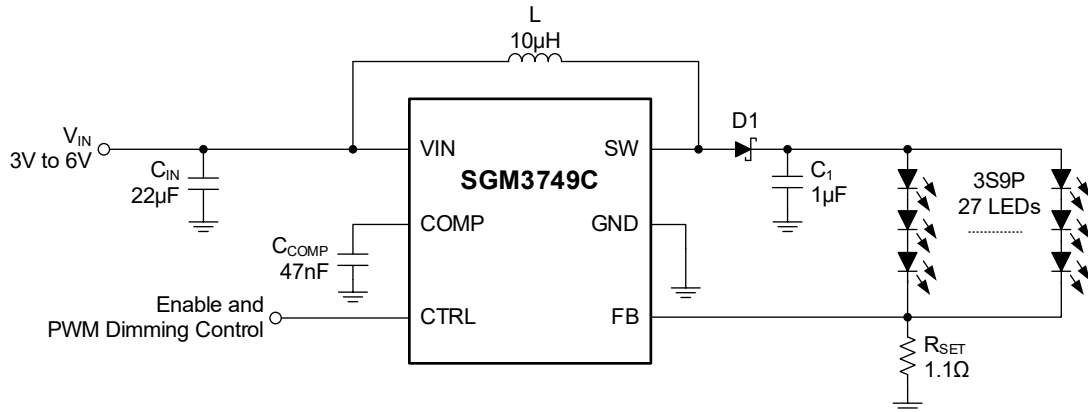 L
10µH
V_IN
3V to 6V
C_IN
22µF
VIN
SW
D1
SGM3749C
C_1
1µF
3S9P
27 LEDs
COMP
GND
C_COMP
47nF
Enable and
PWM Dimming Control
CTRL
FB
R_SET
1.1Ω